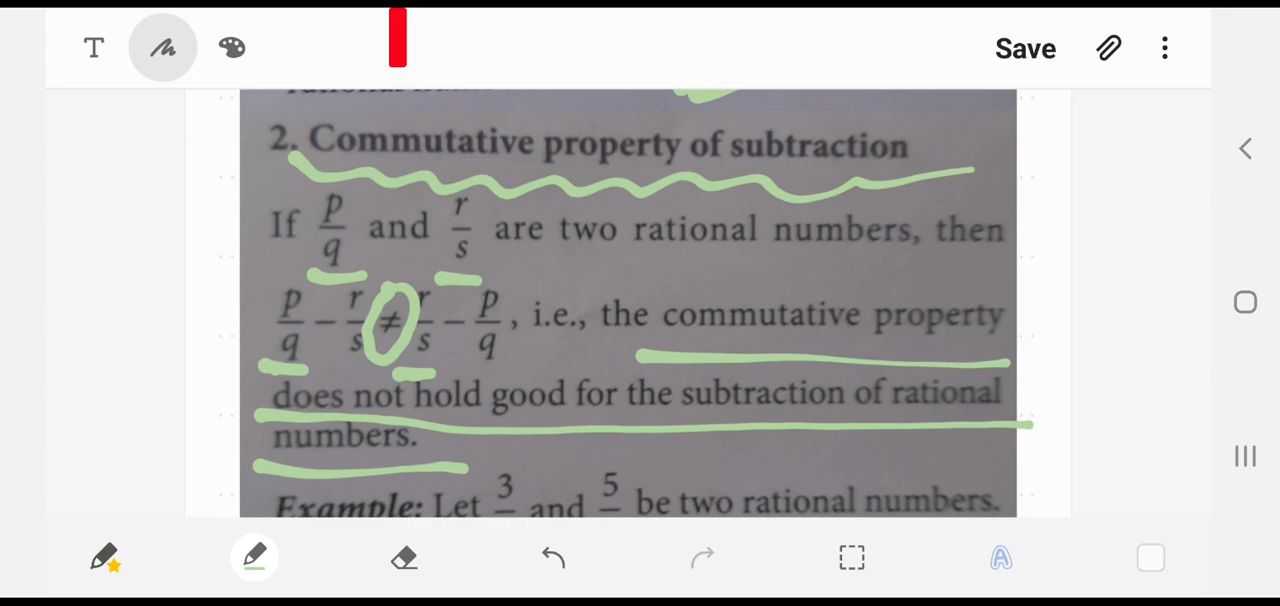 T
Save
2. Commutative property of subtraction
If p/q and r/s are two rational numbers, then
p/q − r/s ≠ r/s − p/q, i.e., the commutative property
does not hold good for the subtraction of rational
numbers.
Example: Let 3 and 5 be two rational numbers.
A